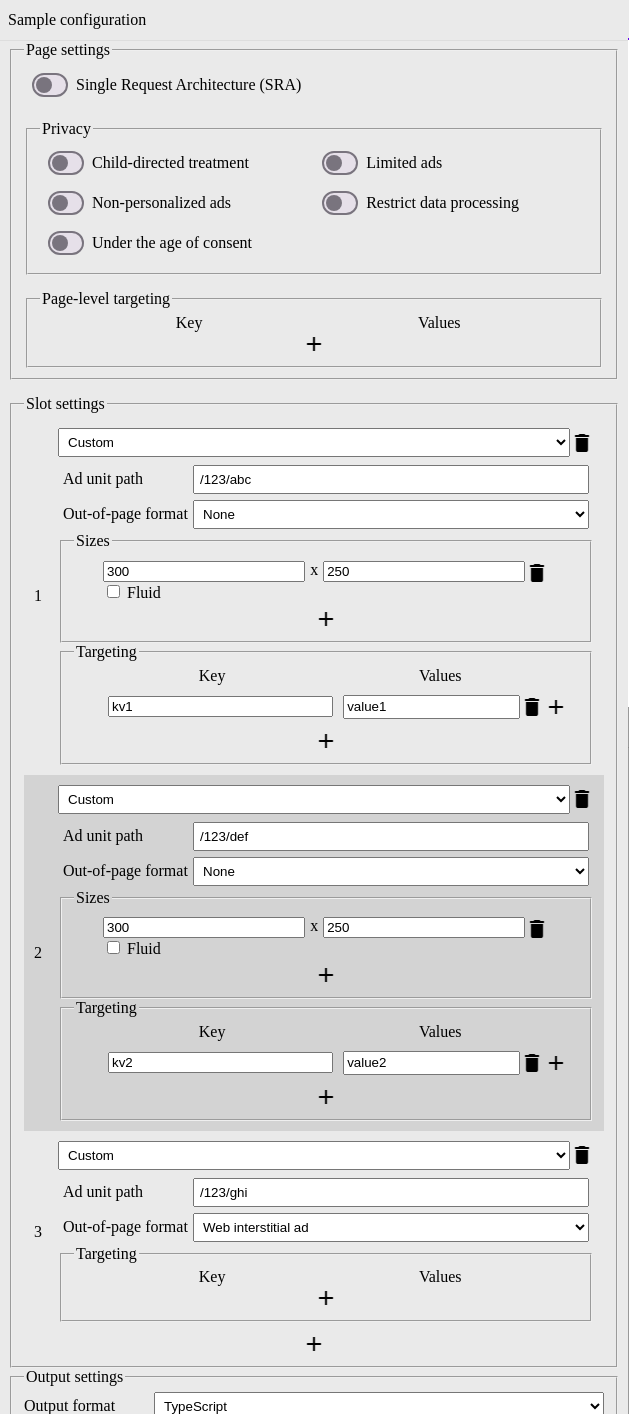 Sample configuration
Page settings
Single Request Architecture (SRA)
Privacy
Child-directed treatment Limited ads
Non-personalized ads Restrict data processing
Under the age of consent
Page-level targeting
Key Values
+
Slot settings
Custom
Ad unit path /123/abc
Out-of-page format None
Sizes
300 x 250
Fluid
+
1
Targeting
Key Values
kv1 value1 +
+
Custom
Ad unit path /123/def
Out-of-page format None
Sizes
300 x 250
Fluid
2
+
Targeting
Key Values
kv2 value2 +
+
Custom
Ad unit path /123/ghi
Out-of-page format Web interstitial ad
3
Targeting
Key Values
+
+
Output settings
Output format TypeScript